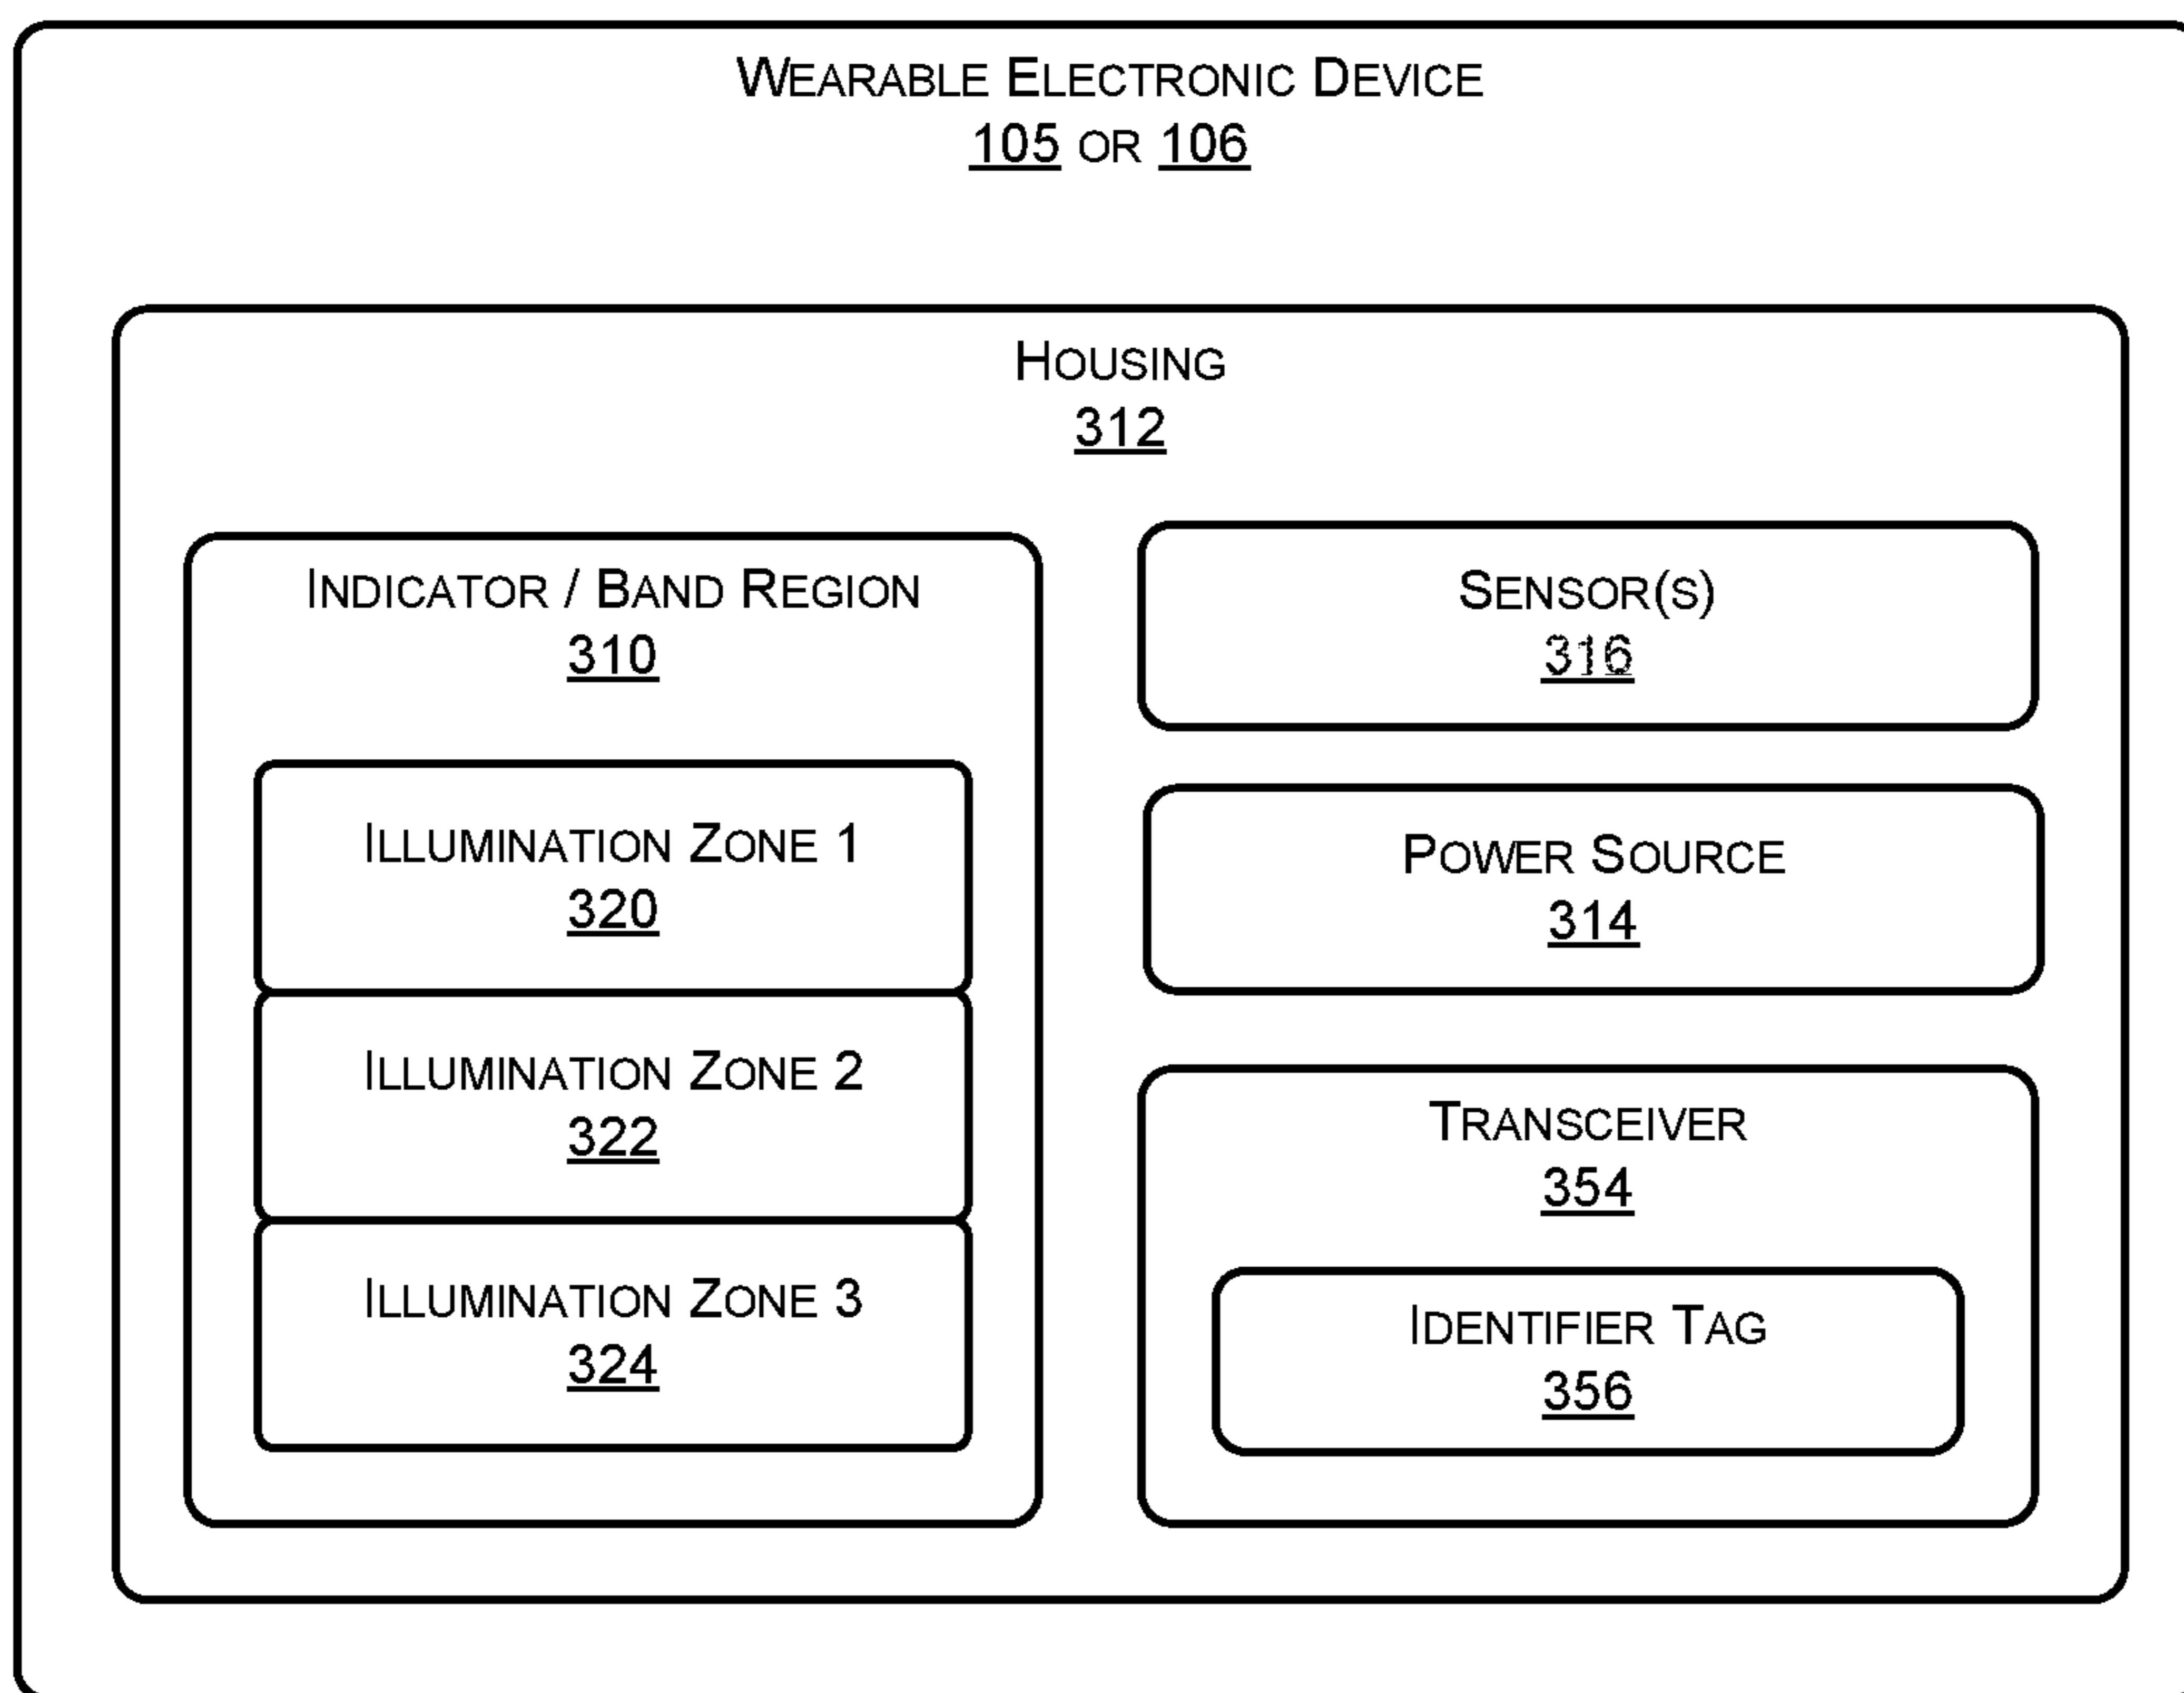 WEARABLE ELECTRONIC DEVICE
105 OR 106
HOUSING
312
INDICATOR / BAND REGION
310
ILLUMINATION ZONE 1
320
ILLUMINATION ZONE 2
322
ILLUMINATION ZONE 3
324
SENSOR(S)
316
POWER SOURCE
314
TRANSCEIVER
354
IDENTIFIER TAG
356